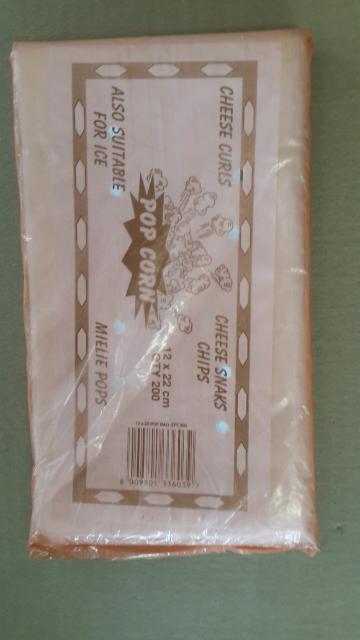 CHEESE CURLS
CHEESE SNAKS
CHIPS
POP CORN
12 x 22 cm
QTY 200
ALSO SUITABLE
FOR ICE
MIELIE POPS